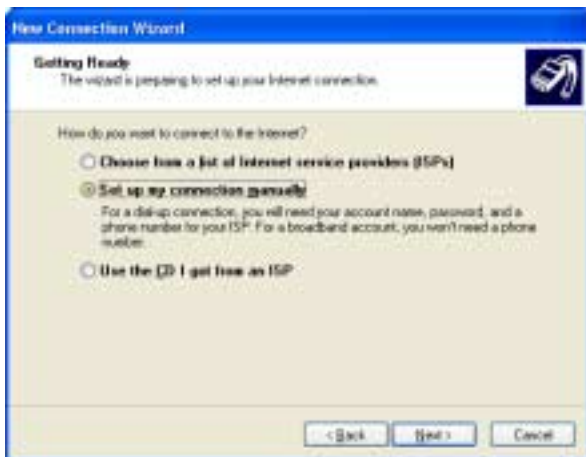 New Connection Wizard
Getting Ready
The wizard is preparing to set up your Internet connection.
How do you want to connect to the Internet?
Choose from a list of Internet service providers (ISPs)
Set up my connection manually
For a dial-up connection, you will need your account name, password, and a
phone number for your ISP. For a broadband account, you won't need a phone
number.
Use the CD I got from an ISP
< Back Next > Cancel